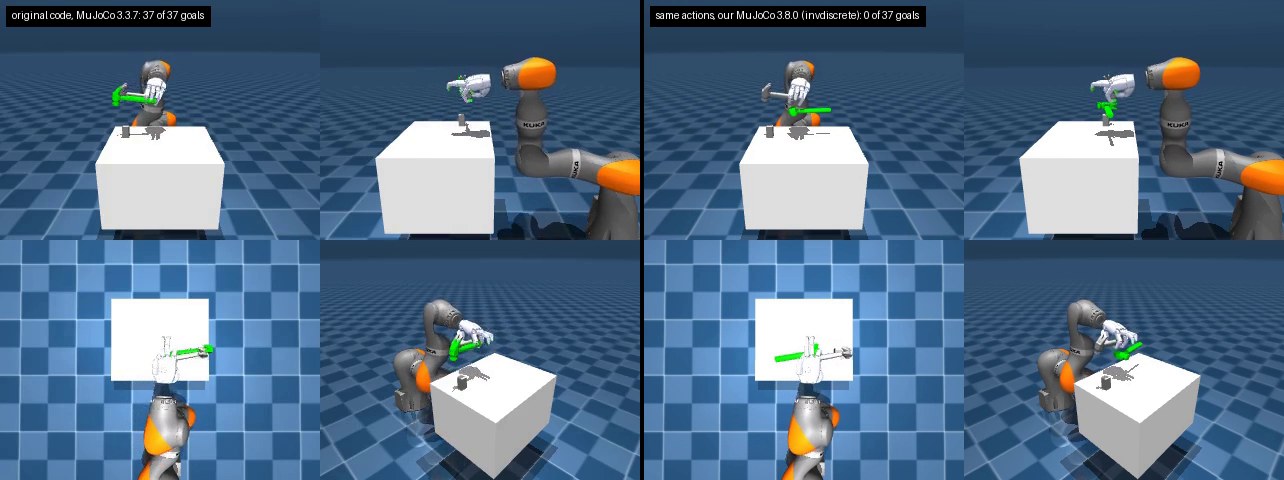 original code, MuJoCo 3.3.7: 37 of 37 goals
same actions, our MuJoCo 3.8.0 (invdiscrete): 0 of 37 goals
KUKA
KUKA